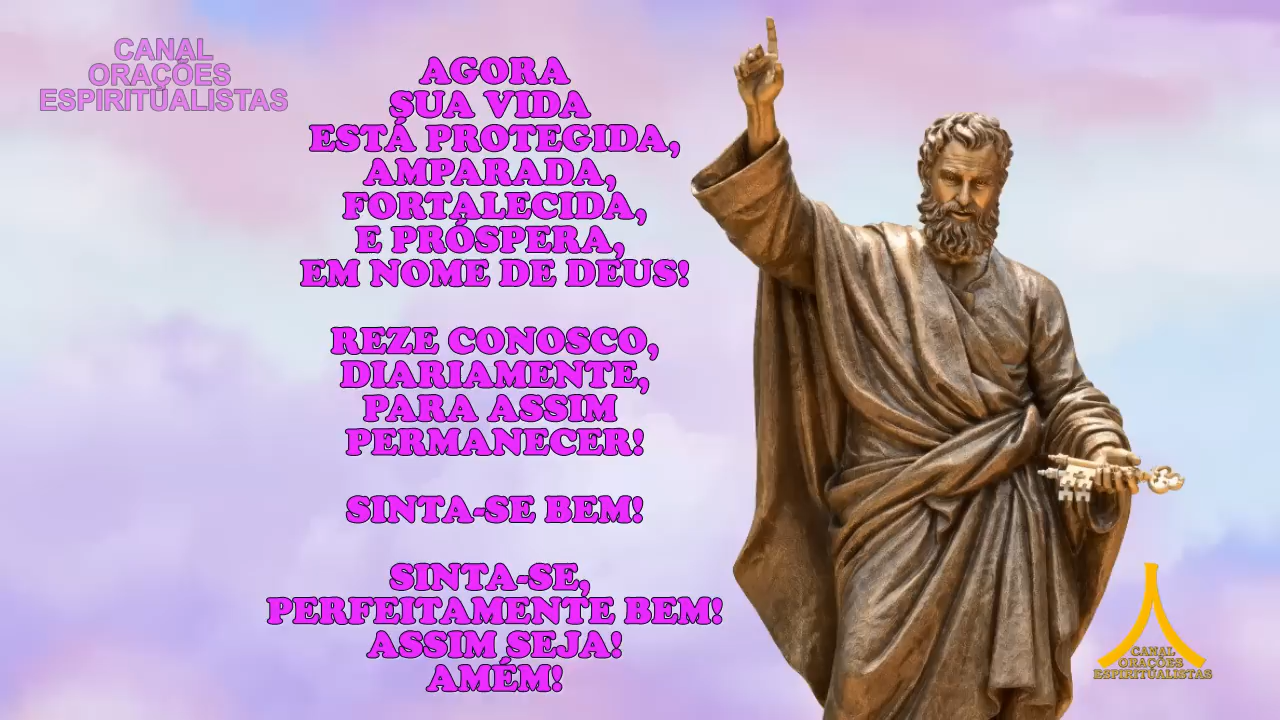 CANAL
ORAÇÕES
ESPIRITUALISTAS
AGORA
SUA VIDA
ESTÁ PROTEGIDA,
AMPARADA,
FORTALECIDA,
E PRÓSPERA,
EM NOME DE DEUS!
REZE CONOSCO,
DIARIAMENTE,
PARA ASSIM
PERMANECER!
SINTA-SE BEM!
SINTA-SE,
PERFEITAMENTE BEM!
ASSIM SEJA!
AMÉM!
CANAL
ORAÇÕES
ESPIRITUALISTAS